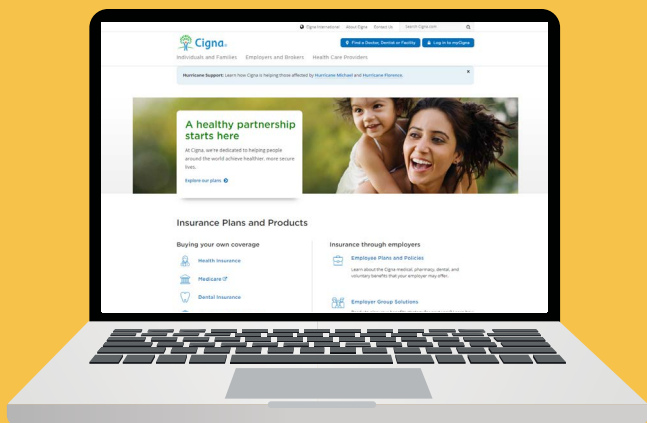 Cigna International About Cigna Contact Us Search Cigna.com
Cigna.
Find a Doctor, Dentist or Facility
Log in to myCigna
Individuals and Families Employers and Brokers Health Care Providers
Hurricane Support: Learn how Cigna is helping those affected by Hurricane Michael and Hurricane Florence.
A healthy partnership
starts here
At Cigna, we're dedicated to helping people
around the world achieve healthier, more secure
lives.
Explore our plans
Insurance Plans and Products
Buying your own coverage
Health Insurance
Medicare
Dental Insurance
Insurance through employers
Employee Plans and Policies
Learn about the Cigna medical, pharmacy, dental, and
voluntary benefits that your employer may offer.
Employer Group Solutions